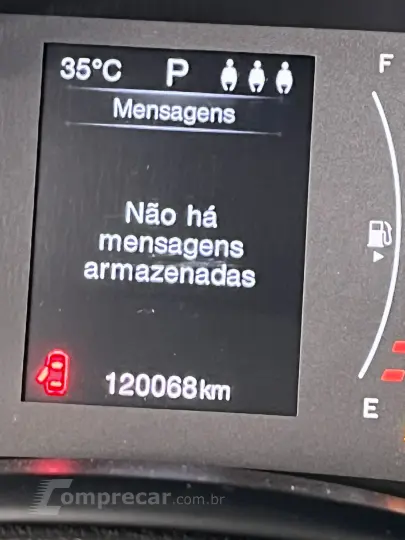 35°C P
F
Mensagens
Não há
mensagens
armazenadas
120068km
E
Comprecar.com.br